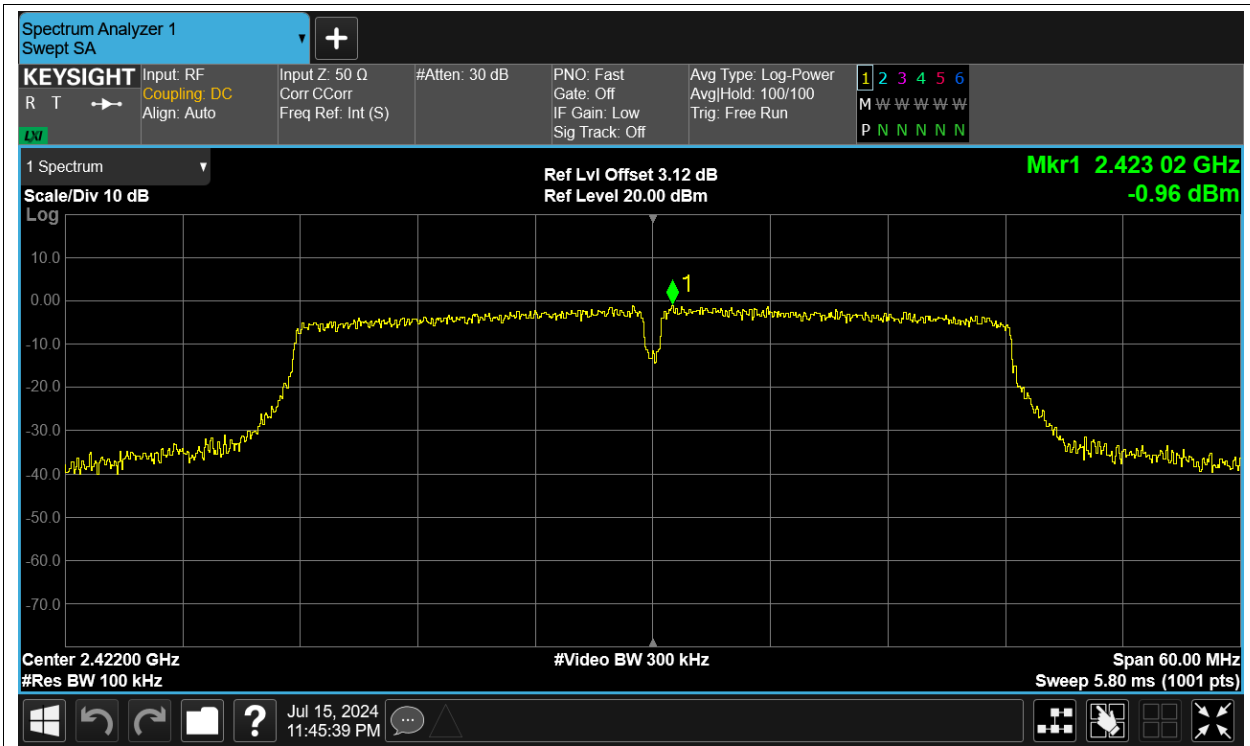 Spectrum Analyzer 1
Swept SA
KEYSIGHT
R T
LXI
Input: RF
Coupling: DC
Align: Auto
Input Z: 50 Ω
Corr CCorr
Freq Ref: Int (S)
#Atten: 30 dB
PNO: Fast
Gate: Off
IF Gain: Low
Sig Track: Off
Avg Type: Log-Power
Avg|Hold: 100/100
Trig: Free Run
1 2 3 4 5 6
M W W W W W
P N N N N N
1 Spectrum
Scale/Div 10 dB
Log
Ref Lvl Offset 3.12 dB
Ref Level 20.00 dBm
Mkr1 2.423 02 GHz
-0.96 dBm
1
10.0
0.00
-10.0
-20.0
-30.0
-40.0
-50.0
-60.0
-70.0
Center 2.42200 GHz
#Res BW 100 kHz
#Video BW 300 kHz
Span 60.00 MHz
Sweep 5.80 ms (1001 pts)
?
Jul 15, 2024
11:45:39 PM